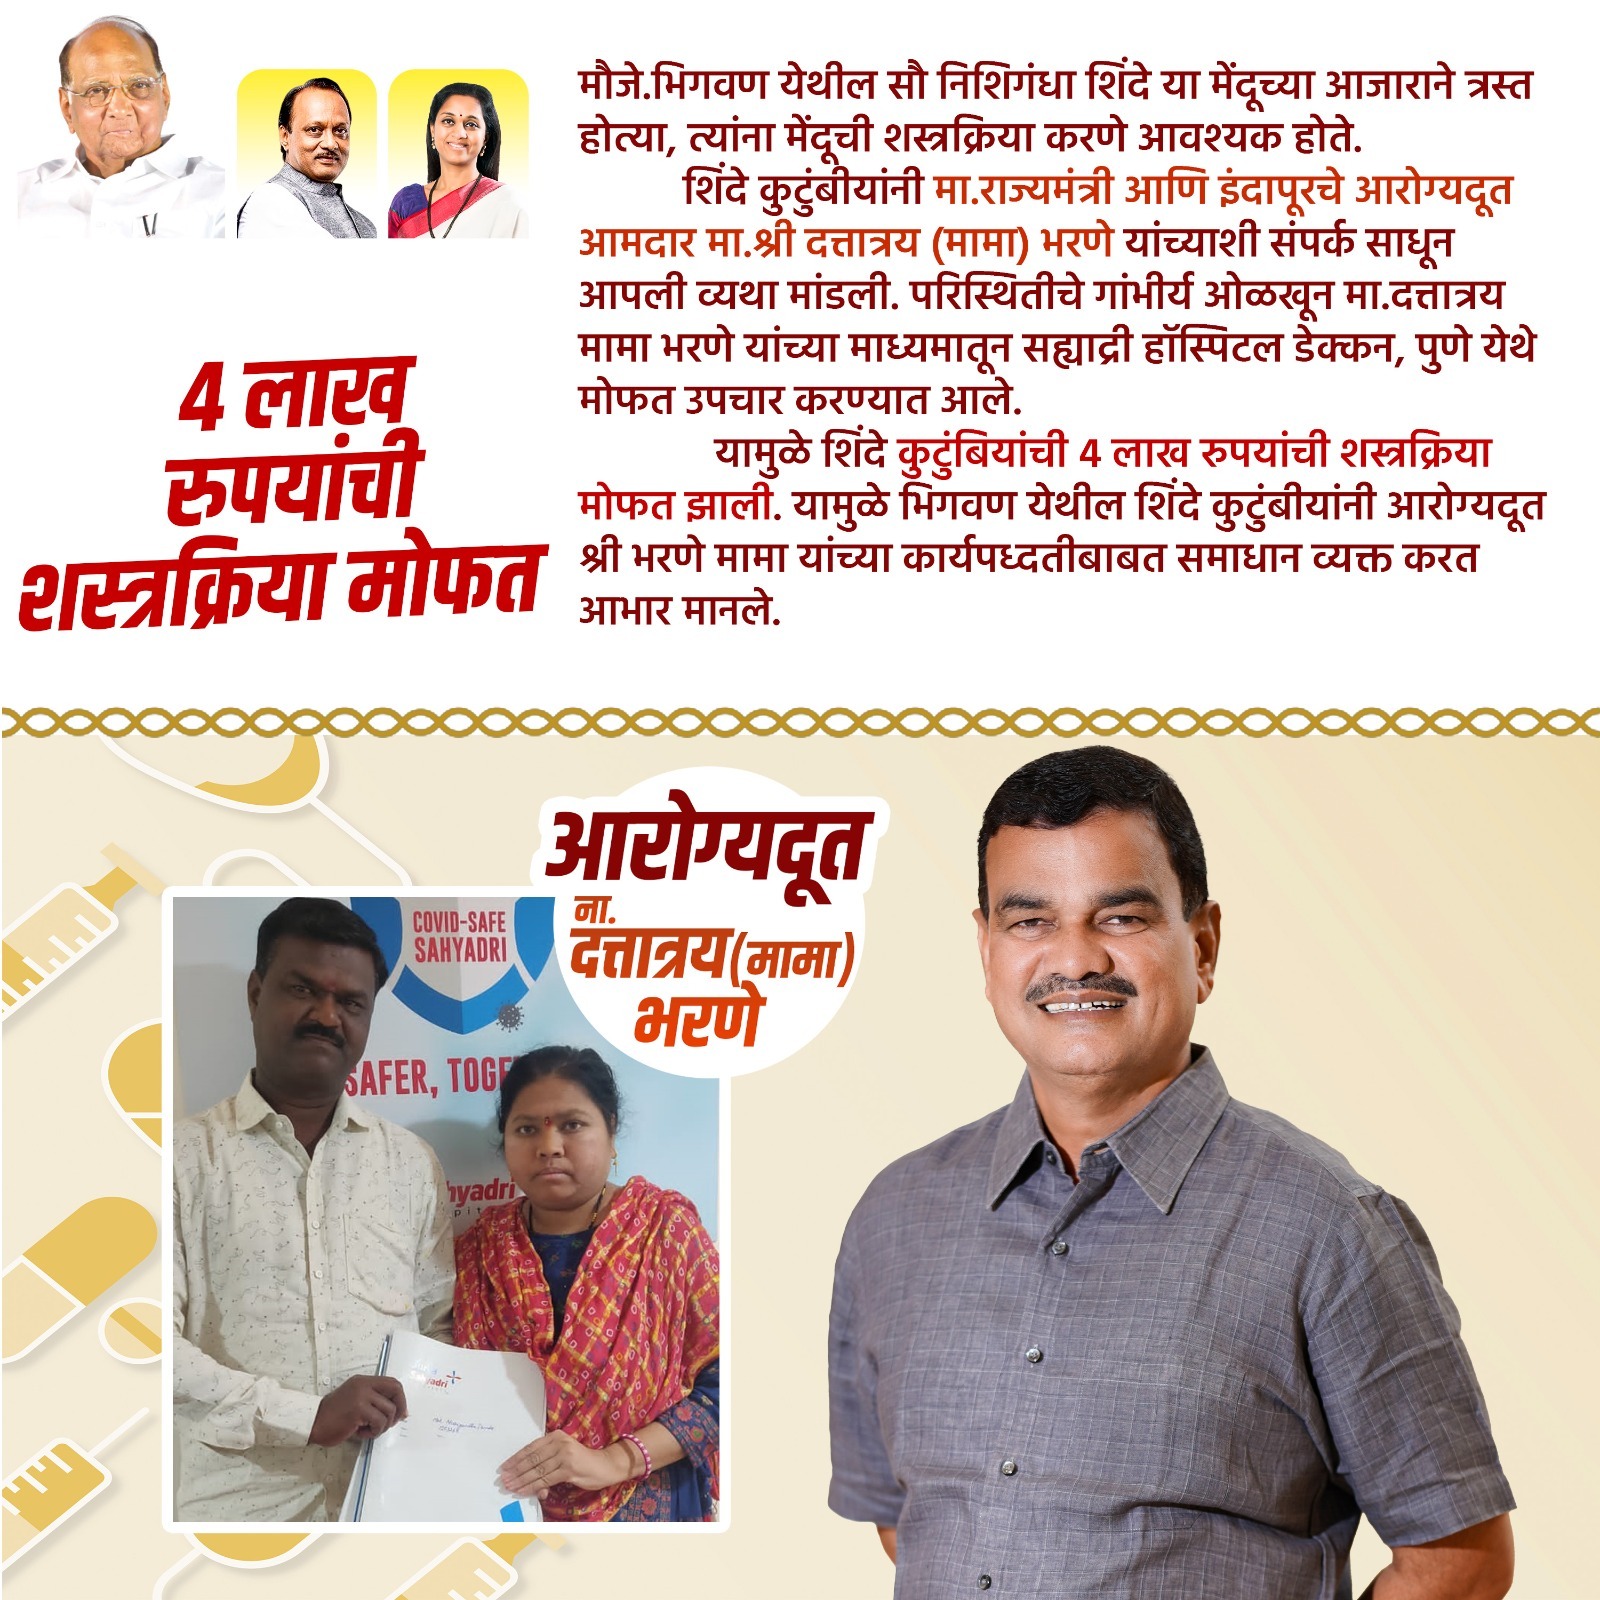 मौजे.भिगवण येथील सौ निशिगंधा शिंदे या मेंदूच्या आजाराने त्रस्त
होत्या, त्यांना मेंदूची शस्त्रक्रिया करणे आवश्यक होते.
शिंदे कुटुंबीयांनी मा.राज्यमंत्री आणि इंदापूरचे आरोग्यदूत
आमदार मा.श्री दत्तात्रय (मामा) भरणे यांच्याशी संपर्क साधून
आपली व्यथा मांडली. परिस्थितीचे गांभीर्य ओळखून मा.दत्तात्रय
मामा भरणे यांच्या माध्यमातून सह्याद्री हॉस्पिटल डेक्कन, पुणे येथे
मोफत उपचार करण्यात आले.
यामुळे शिंदे कुटुंबियांची 4 लाख रुपयांची शस्त्रक्रिया
मोफत झाली. यामुळे भिगवण येथील शिंदे कुटुंबीयांनी आरोग्यदूत
श्री भरणे मामा यांच्या कार्यपध्दतीबाबत समाधान व्यक्त करत
आभार मानले.
4 लाख
रुपयांची
शस्त्रक्रिया मोफत
आरोग्यदूत
ना.
दत्तात्रय(मामा)
भरणे
COVID-SAFE
SAHYADRI
SAFER, TOGE
hyadri
Sahyadri